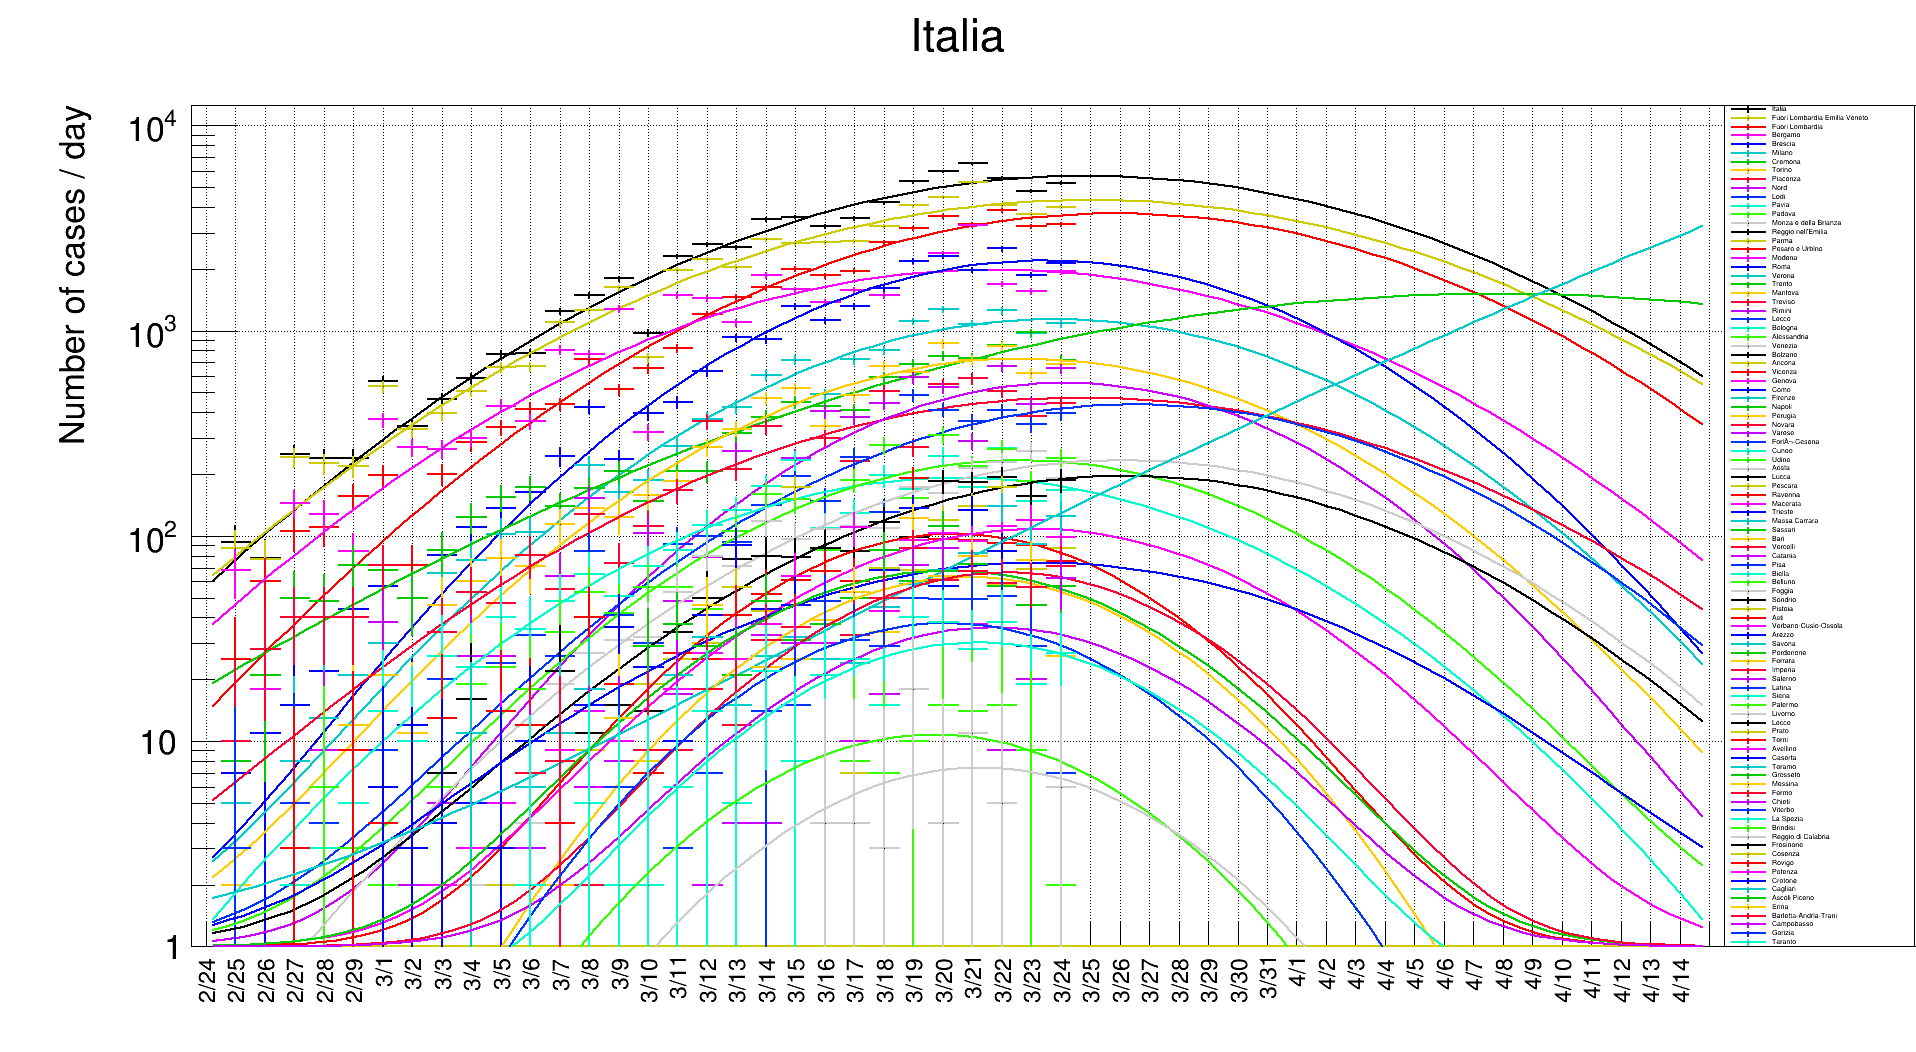 Italia
Number of cases / day
10⁴
10³
10²
10
1
2/24
2/25
2/26
2/27
2/28
2/29
3/1
3/2
3/3
3/4
3/5
3/6
3/7
3/8
3/9
3/10
3/11
3/12
3/13
3/14
3/15
3/16
3/17
3/18
3/19
3/20
3/21
3/22
3/23
3/24
3/25
3/26
3/27
3/28
3/29
3/30
3/31
4/1
4/2
4/3
4/4
4/5
4/6
4/7
4/8
4/9
4/10
4/11
4/12
4/13
4/14
Italia
Fuori Lombardia Emilia Veneto
Fuori Lombardia
Bergamo
Brescia
Milano
Cremona
Torino
Piacenza
Nord
Lodi
Pavia
Padova
Monza e della Brianza
Reggio nell'Emilia
Parma
Pesaro e Urbino
Modena
Roma
Verona
Trento
Mantova
Treviso
Rimini
Lecco
Bologna
Alessandria
Venezia
Bolzano
Ancona
Vicenza
Genova
Como
Firenze
Napoli
Perugia
Novara
Varese
ForlÃ¬-Cesena
Cuneo
Udine
Aosta
Lucca
Pescara
Ravenna
Macerata
Trieste
Massa Carrara
Sassari
Bari
Vercelli
Catania
Pisa
Biella
Belluno
Foggia
Sondrio
Pistoia
Asti
Verbano-Cusio-Ossola
Arezzo
Savona
Pordenone
Ferrara
Imperia
Salerno
Latina
Siena
Palermo
Livorno
Lecce
Prato
Terni
Avellino
Caserta
Teramo
Grosseto
Messina
Fermo
Chieti
Viterbo
La Spezia
Brindisi
Reggio di Calabria
Frosinone
Cosenza
Rovigo
Potenza
Crotone
Cagliari
Ascoli Piceno
Enna
Barletta-Andria-Trani
Campobasso
Gorizia
Taranto